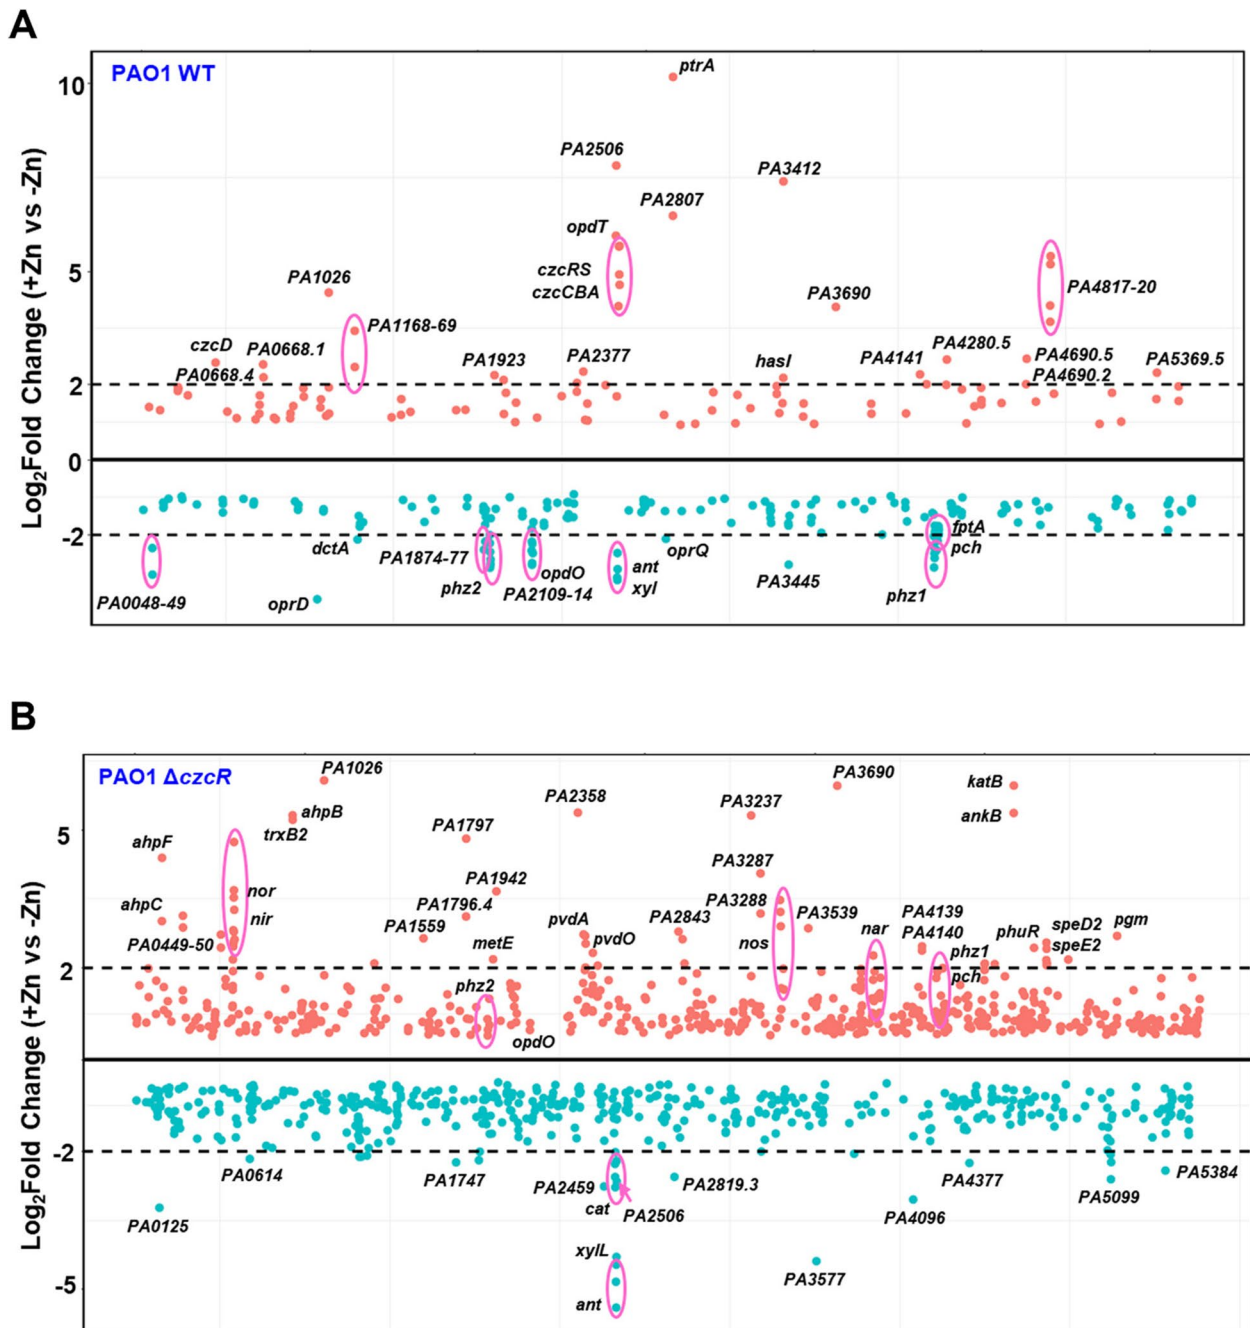 A
PAO1 WT
Log2Fold Change (+Zn vs -Zn)
10
5
2
0
-2
ptrA
PA2506
PA3412
PA2807
opdT
czcRS
czcCBA
PA1026
PA3690
PA4817-20
PA1168-69
czcD
PA0668.1
PA0668.4
PA1923
PA2377
hasI
PA4141
PA4280.5
PA4690.5
PA4690.2
PA5369.5
dctA
PA1874-77
fptA
pch
oprQ
ant
xyl
opdO
PA3445
phz2
PA2109-14
phz1
PA0048-49
oprD
B
PAO1 ΔczcR
Log2Fold Change (+Zn vs -Zn)
5
2
-2
-5
PA1026
PA3690
katB
ankB
ahpB
trxB2
PA2358
PA3237
PA1797
ahpF
PA3287
PA1942
nor
nir
ahpC
PA1796.4
PA3288
PA3539
PA4139
PA4140
PA1559
pvdA
PA2843
nos
nar
phuR
speD2
speE2
pgm
PA0449-50
metE
pvdO
phz1
pch
phz2
opdO
PA0614
PA1747
PA2459
PA2819.3
PA4377
PA5099
PA5384
cat
PA2506
PA0125
PA4096
xylL
PA3577
ant